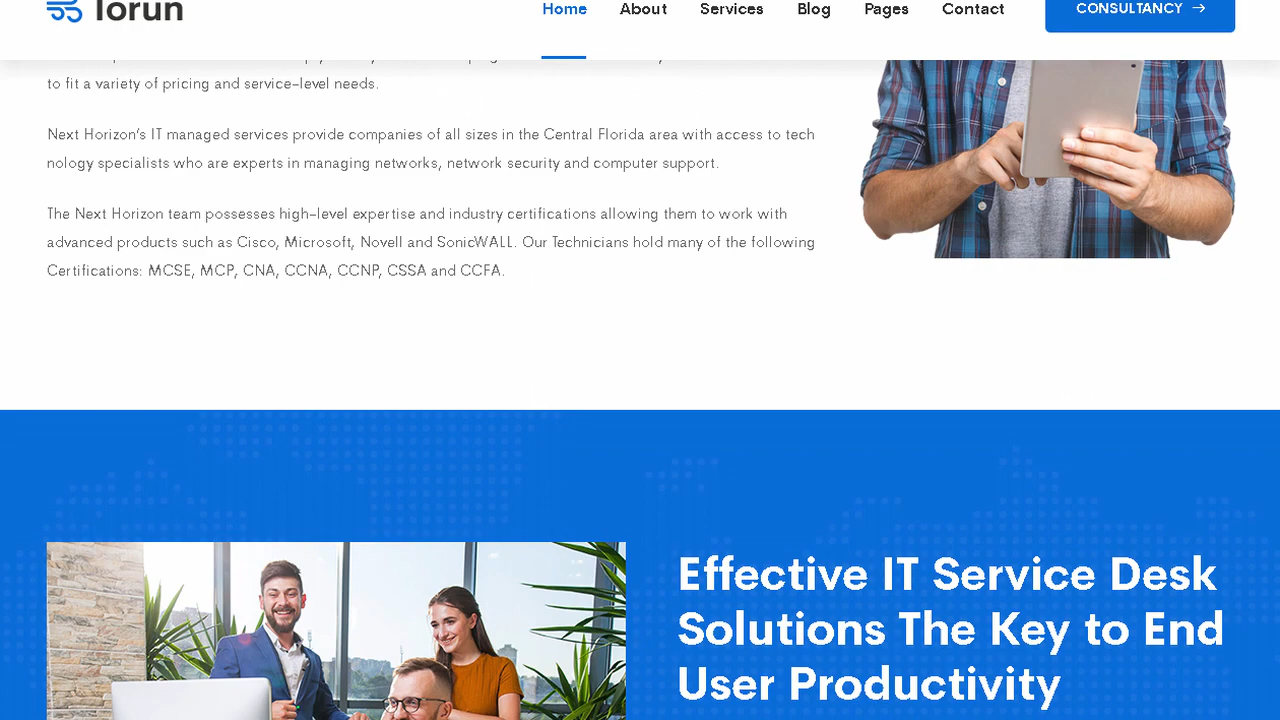 Torun
Home About Services Blog Pages Contact CONSULTANCY
to fit a variety of pricing and service-level needs.
Next Horizon's IT managed services provide companies of all sizes in the Central Florida area with access to tech
nology specialists who are experts in managing networks, network security and computer support.
The Next Horizon team possesses high-level expertise and industry certifications allowing them to work with
advanced products such as Cisco, Microsoft, Novell and SonicWALL. Our Technicians hold many of the following
Certifications: MCSE, MCP, CNA, CCNA, CCNP, CSSA and CCFA.
Effective IT Service Desk
Solutions The Key to End
User Productivity